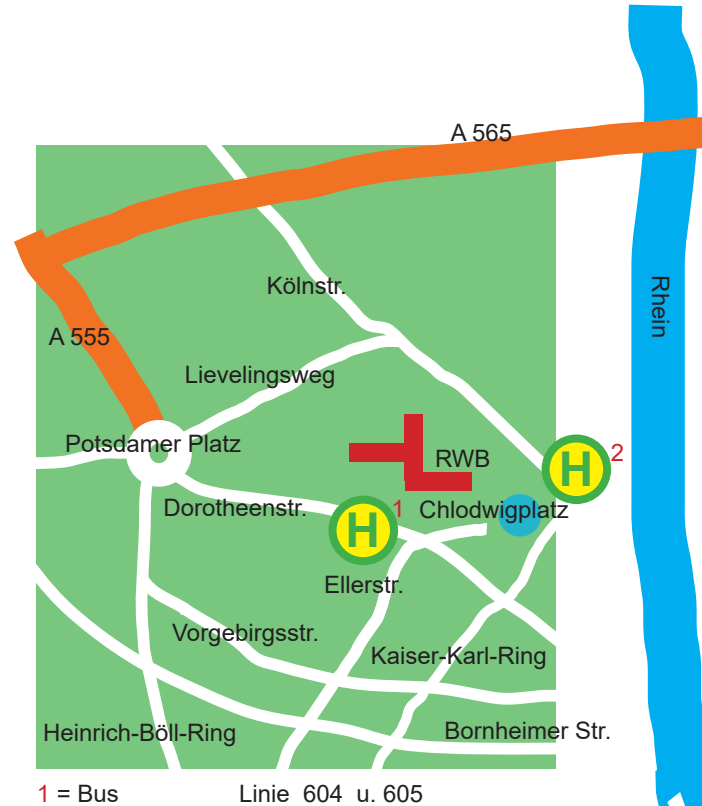 A 565
Kölnstr.
Rhein
A 555
Lievelingsweg
Potsdamer Platz
RWB
H 2
Dorotheenstr.
H 1
Chlodwigplatz
Ellerstr.
Vorgebirgsstr.
Kaiser-Karl-Ring
Heinrich-Böll-Ring
Bornheimer Str.
1 = Bus Linie 604 u. 605